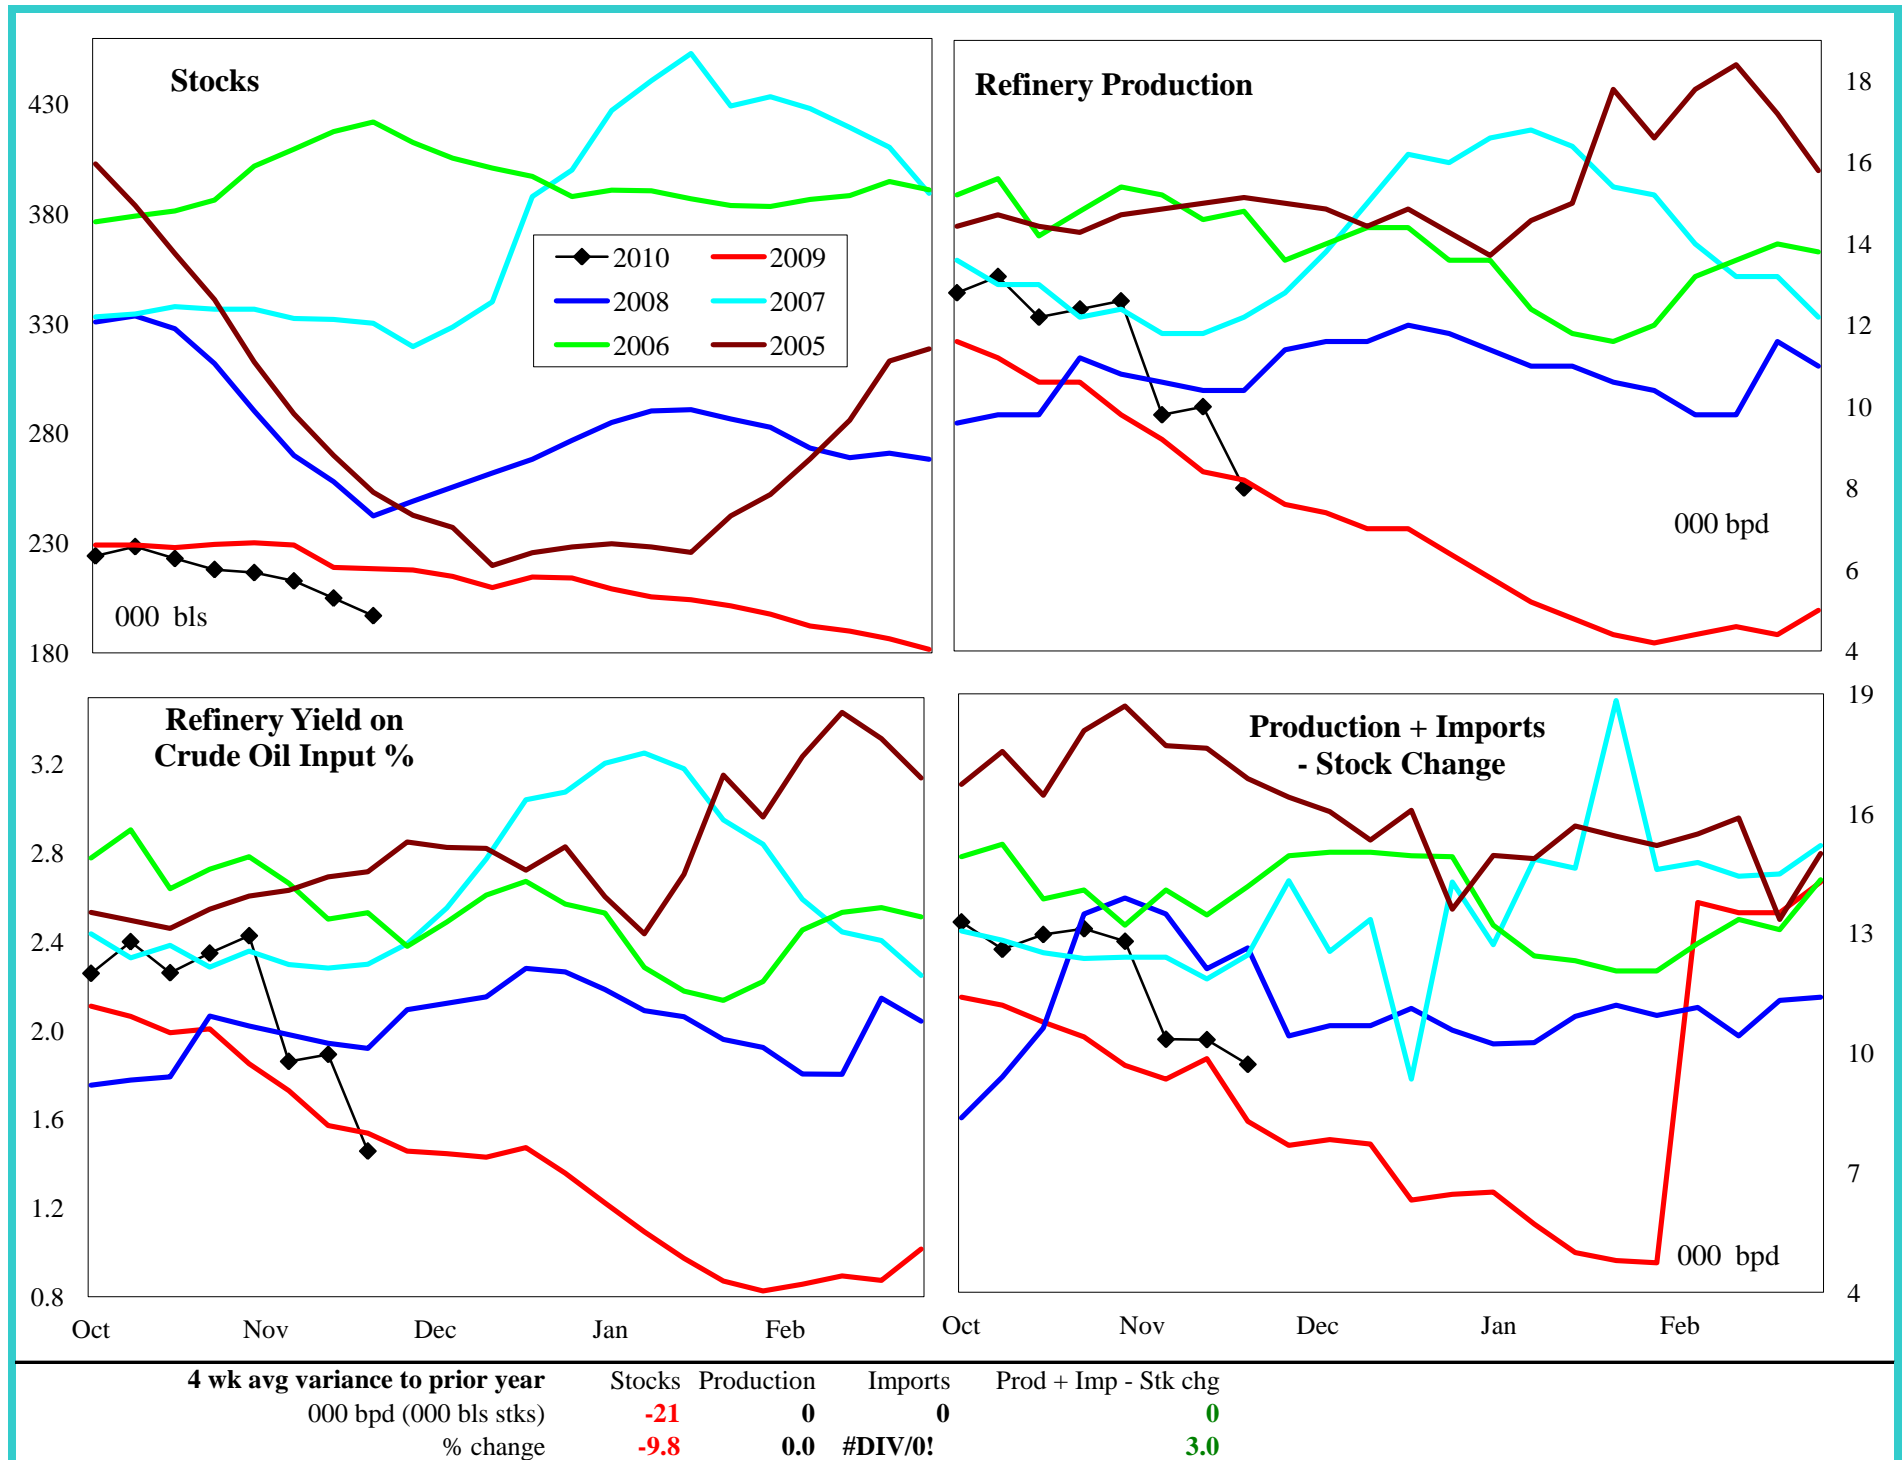 Stocks
430
380
330
280
230
180
000 bls
2010 2009
2008 2007
2006 2005
Refinery Production
18
16
14
12
10
8
6
4
000 bpd
Refinery Yield on
Crude Oil Input %
3.2
2.8
2.4
2.0
1.6
1.2
0.8
Oct Nov Dec Jan Feb
Production + Imports
- Stock Change
19
16
13
10
7
4
000 bpd
Oct Nov Dec Jan Feb
4 wk avg variance to prior year Stocks Production Imports Prod + Imp - Stk chg
000 bpd (000 bls stks) -21 0 0 0
% change -9.8 0.0 #DIV/0! 3.0